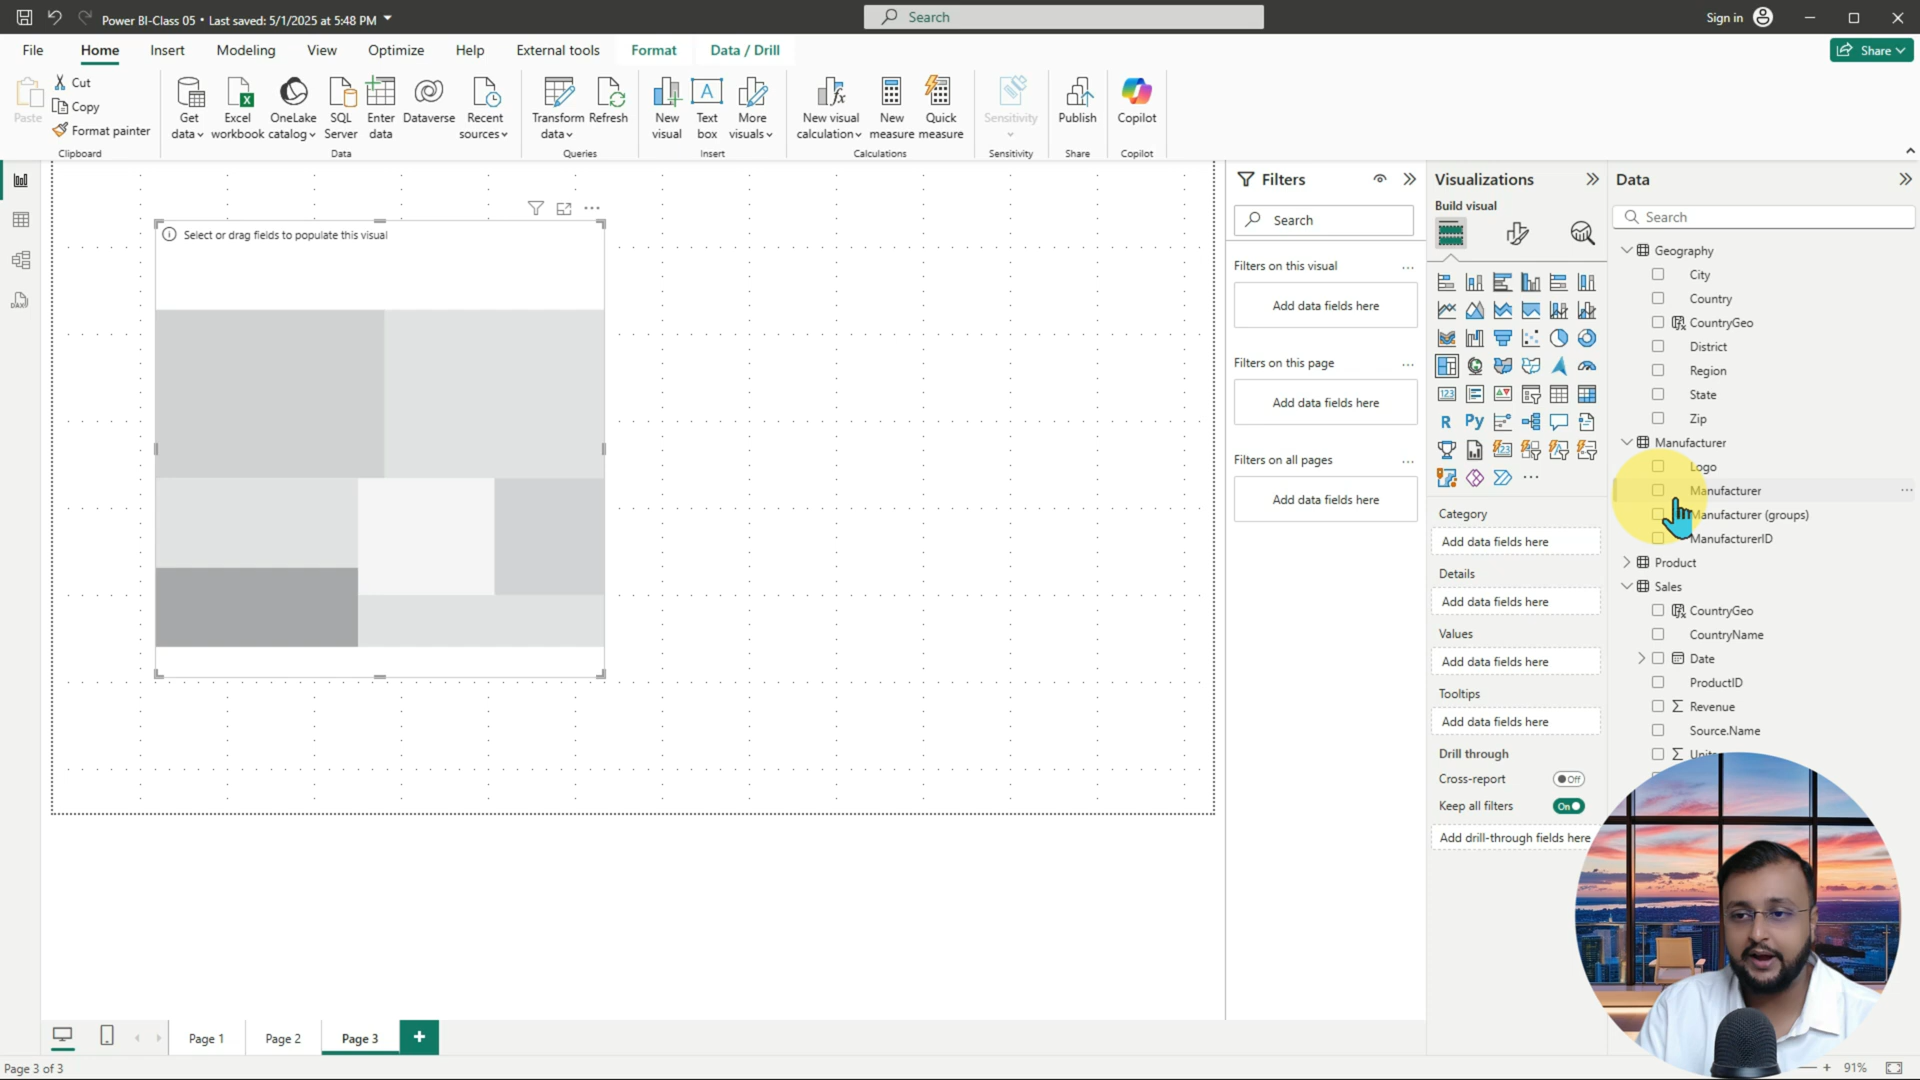 Power BI-Class 05 • Last saved: 5/1/2025 at 5:48 PM
Search
Sign in
File Home Insert Modeling View Optimize Help External tools Format Data / Drill
Share
Paste
Cut
Copy
Format painter
Clipboard
Get data
Excel workbook
OneLake catalog
SQL Server
Enter data
Dataverse
Recent sources
Data
Transform data
Refresh
Queries
New visual
Text box
More visuals
Insert
New visual calculation
New measure
Quick measure
Calculations
Sensitivity
Sensitivity
Publish
Share
Copilot
Copilot
Select or drag fields to populate this visual
Filters
Search
Filters on this visual
Add data fields here
Filters on this page
Add data fields here
Filters on all pages
Add data fields here
Visualizations
Build visual
R Py
123
Category
Add data fields here
Details
Add data fields here
Values
Add data fields here
Tooltips
Add data fields here
Drill through
Cross-report Off
Keep all filters On
Add drill-through fields here
Data
Search
Geography
City
Country
CountryGeo
District
Region
State
Zip
Manufacturer
Logo
Manufacturer
Manufacturer (groups)
ManufacturerID
Product
Sales
CountryGeo
CountryName
Date
ProductID
Revenue
Source.Name
Page 1 Page 2 Page 3 +
Page 3 of 3
+ 91%